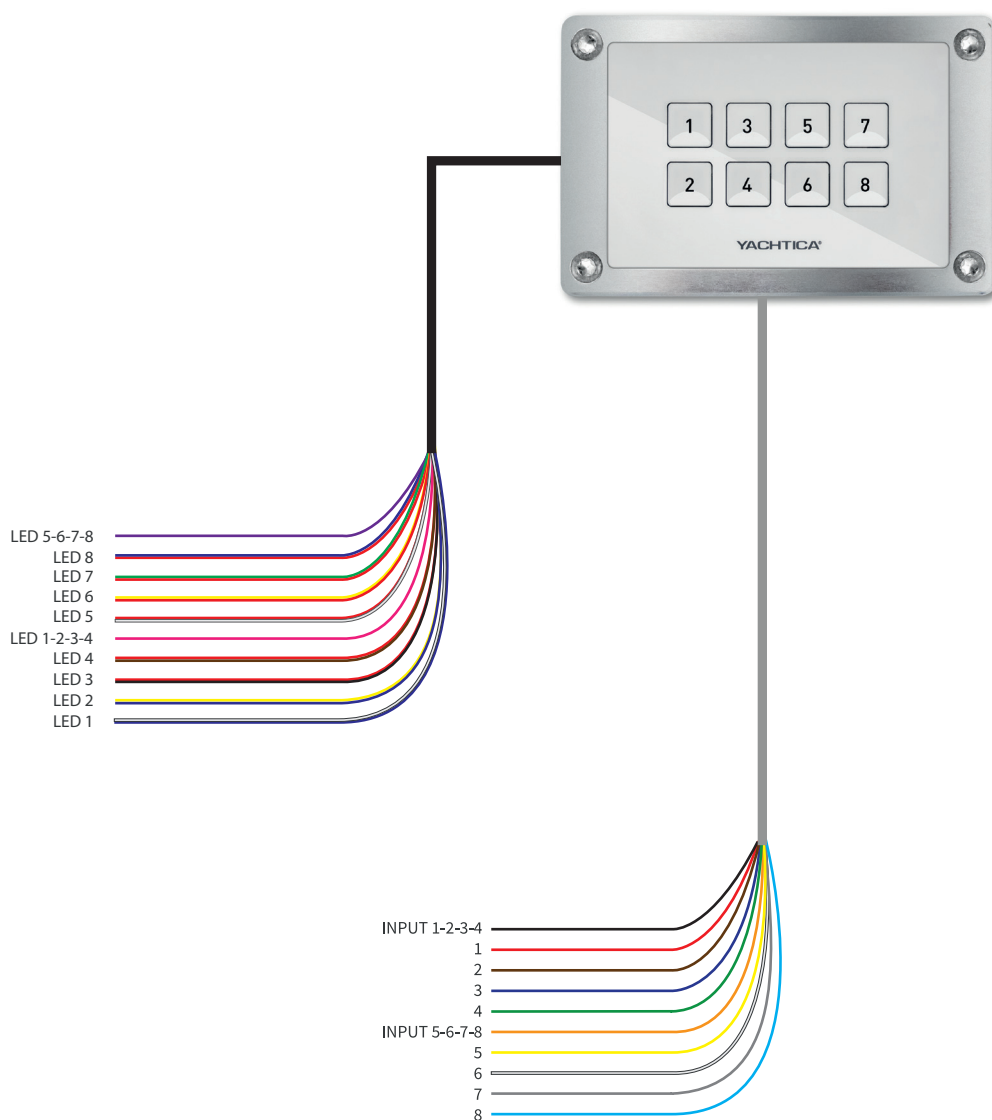 1 3 5 7
2 4 6 8
YACHTICA®
LED 5-6-7-8
LED 8
LED 7
LED 6
LED 5
LED 1-2-3-4
LED 4
LED 3
LED 2
LED 1
INPUT 1-2-3-4
1
2
3
4
INPUT 5-6-7-8
5
6
7
8